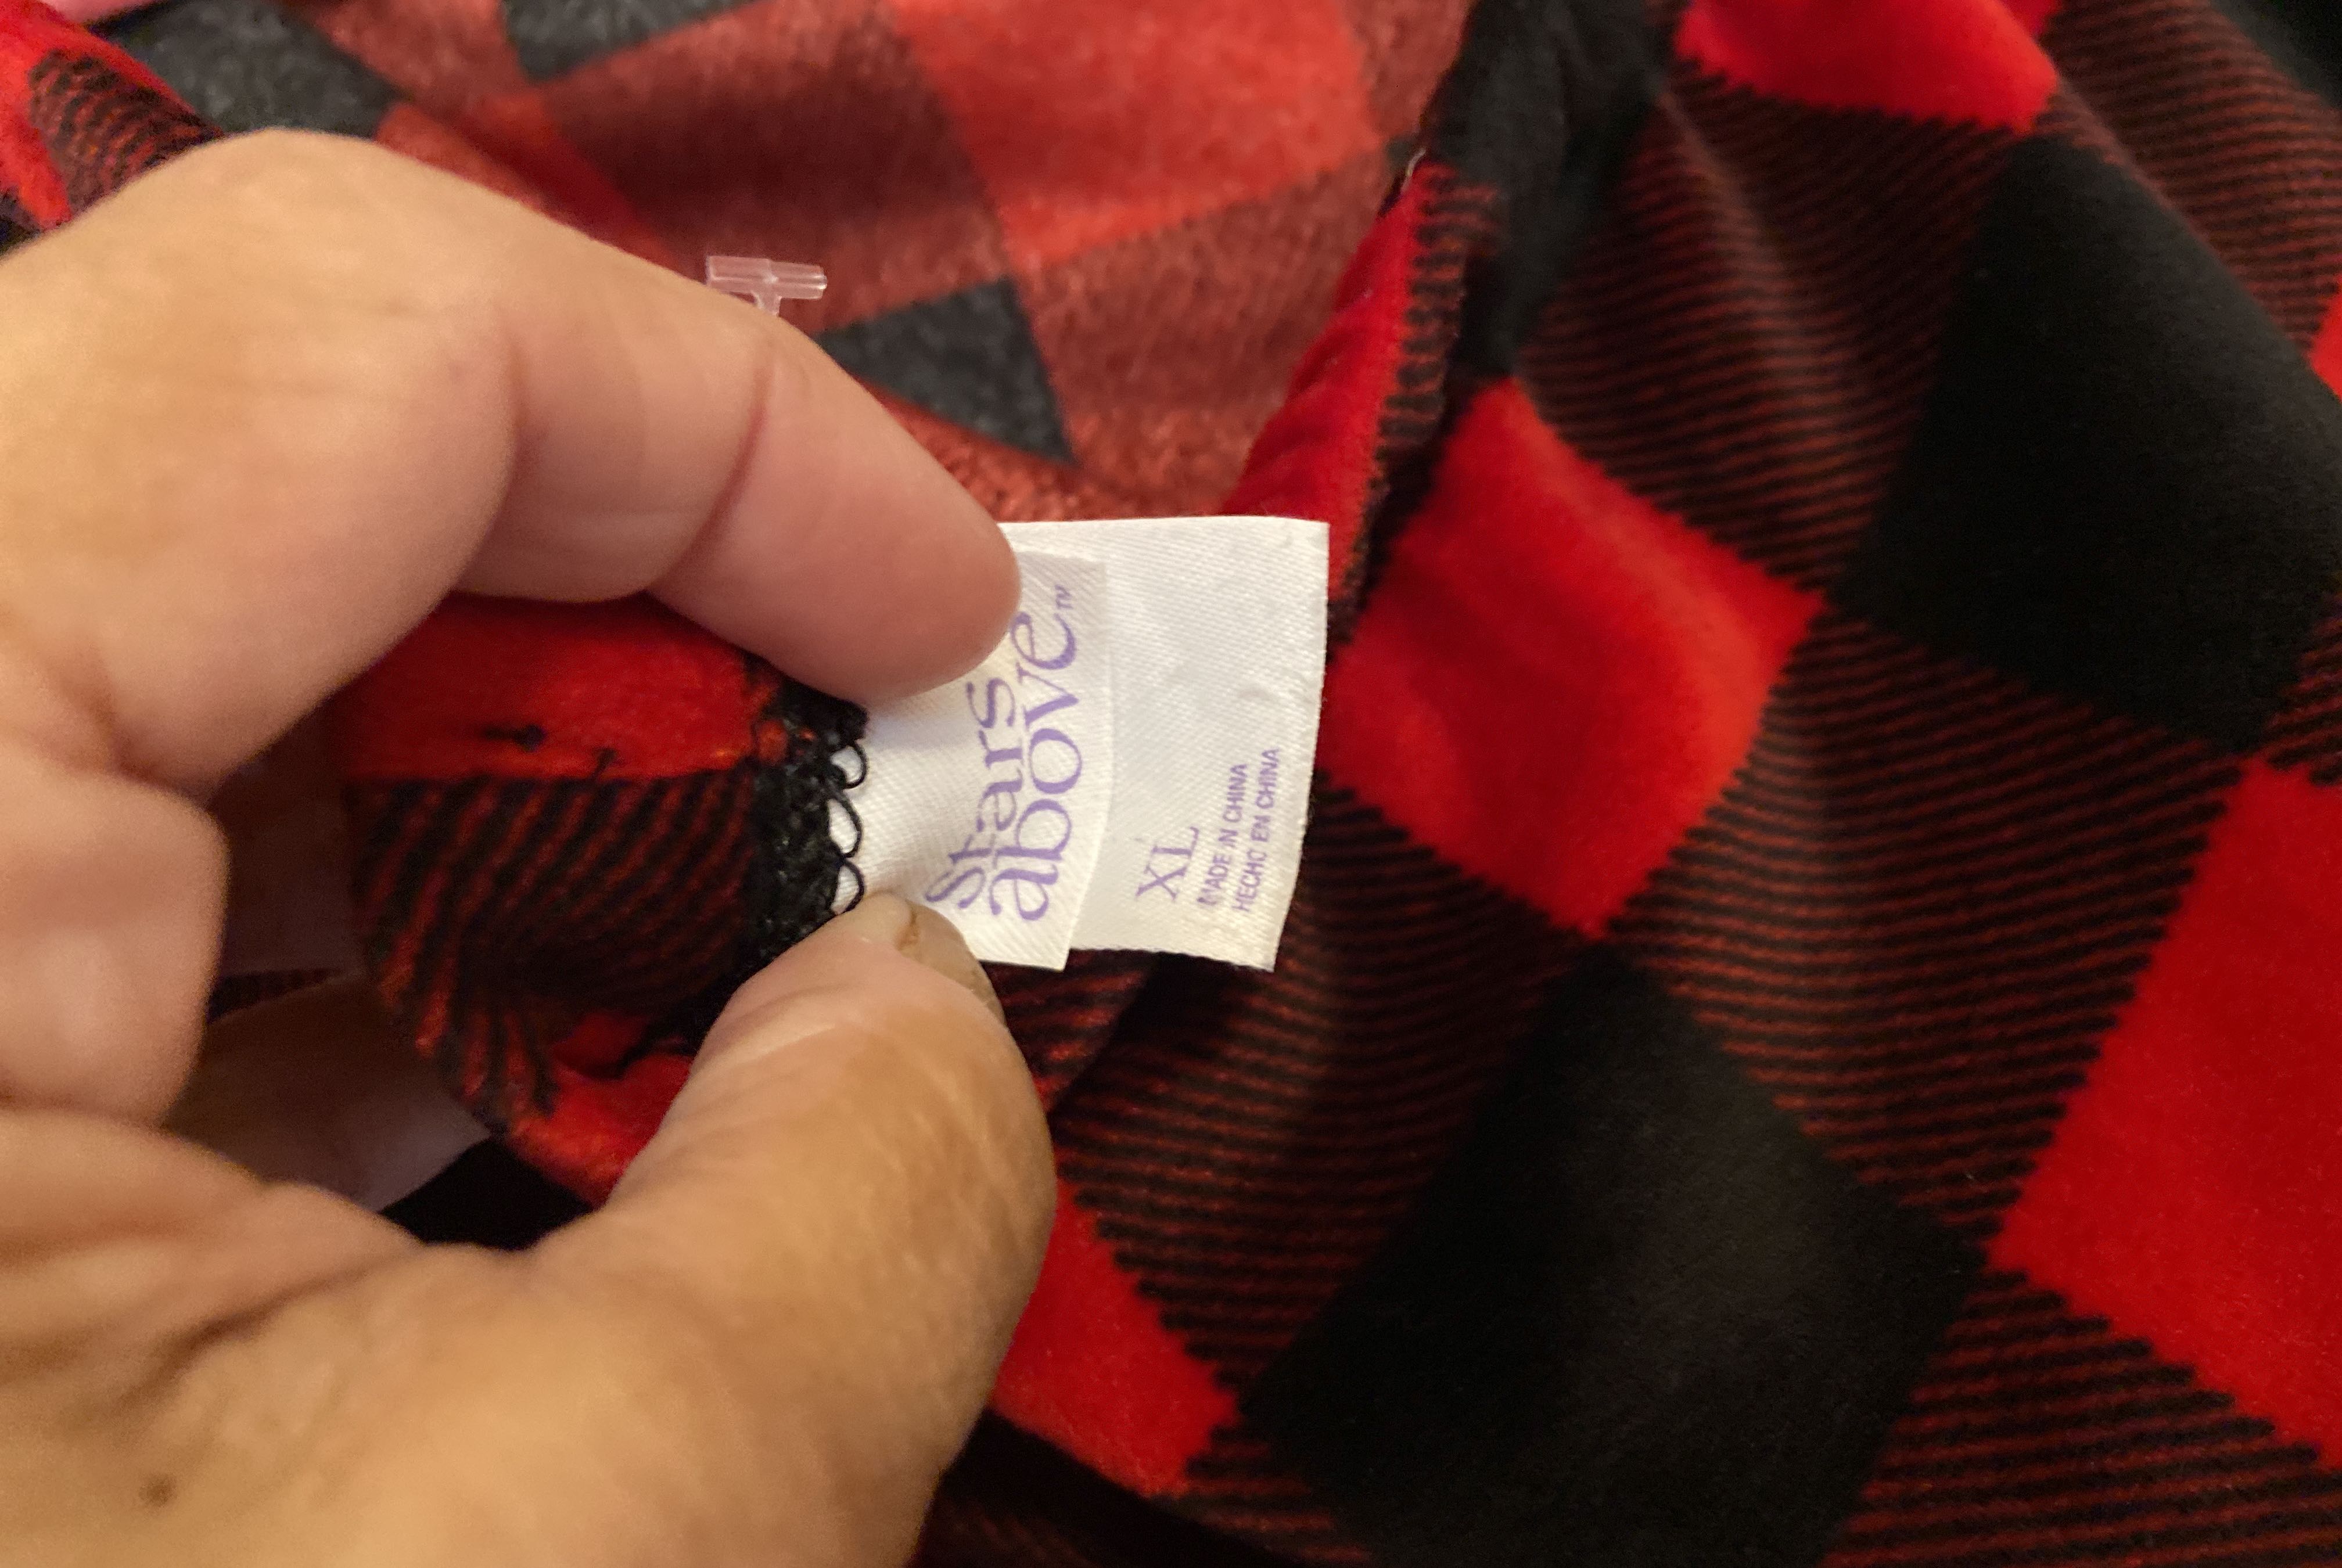 Stars
above™
XL
MADE IN CHINA
HECHO EN CHINA